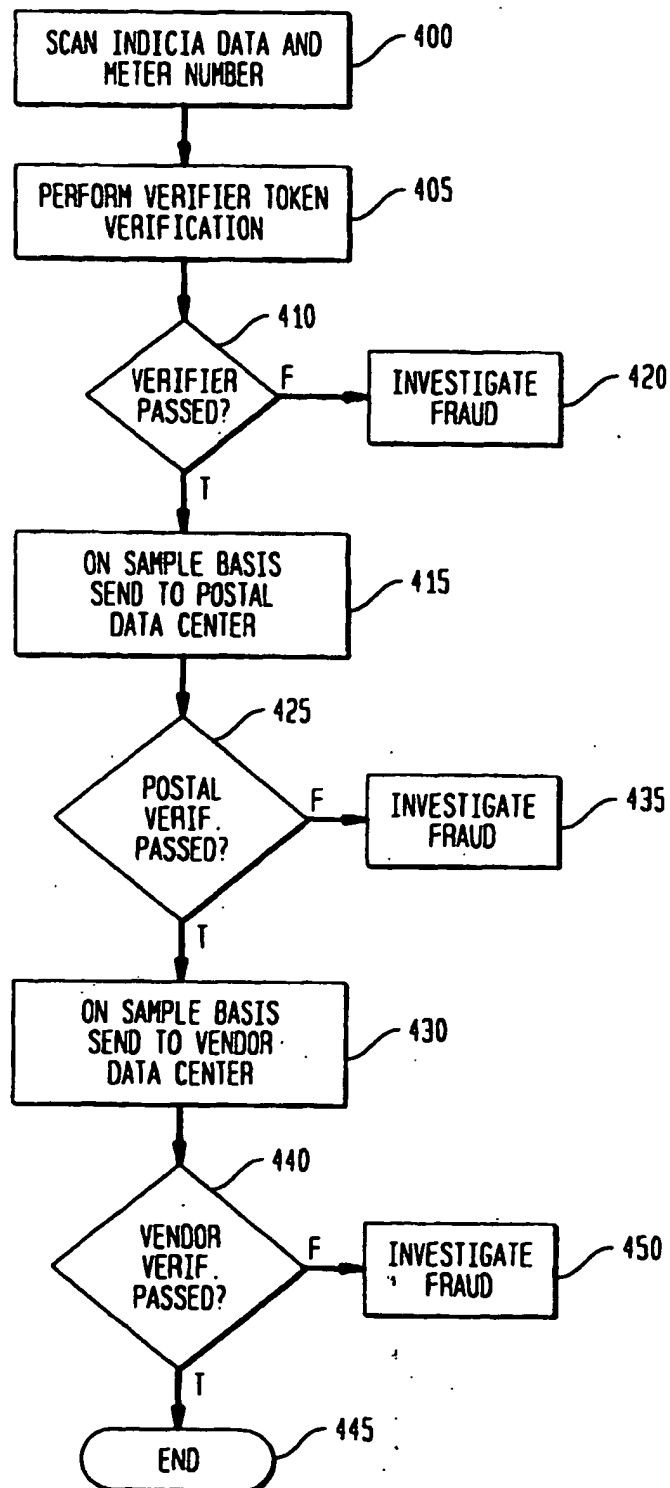 SCAN INDICIA DATA AND
METER NUMBER
400
PERFORM VERIFIER TOKEN
VERIFICATION
405
410
VERIFIER
PASSED?
F
INVESTIGATE
FRAUD
420
T
ON SAMPLE BASIS
SEND TO POSTAL
DATA CENTER
415
425
POSTAL
VERIF.
PASSED?
F
INVESTIGATE
FRAUD
435
T
ON SAMPLE BASIS
SEND TO VENDOR
DATA CENTER
430
440
VENDOR
VERIF.
PASSED?
F
INVESTIGATE
FRAUD
450
T
END
445